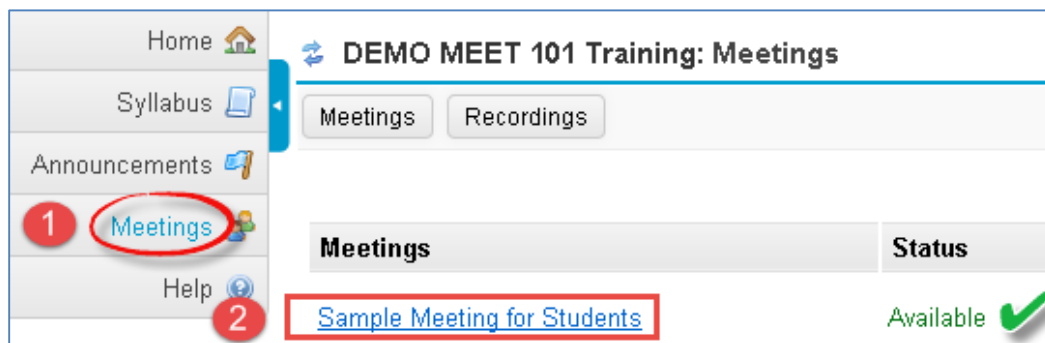 Home
Syllabus
Announcements
1 Meetings
Help
2
DEMO MEET 101 Training: Meetings
Meetings Recordings
Meetings Status
Sample Meeting for Students Available